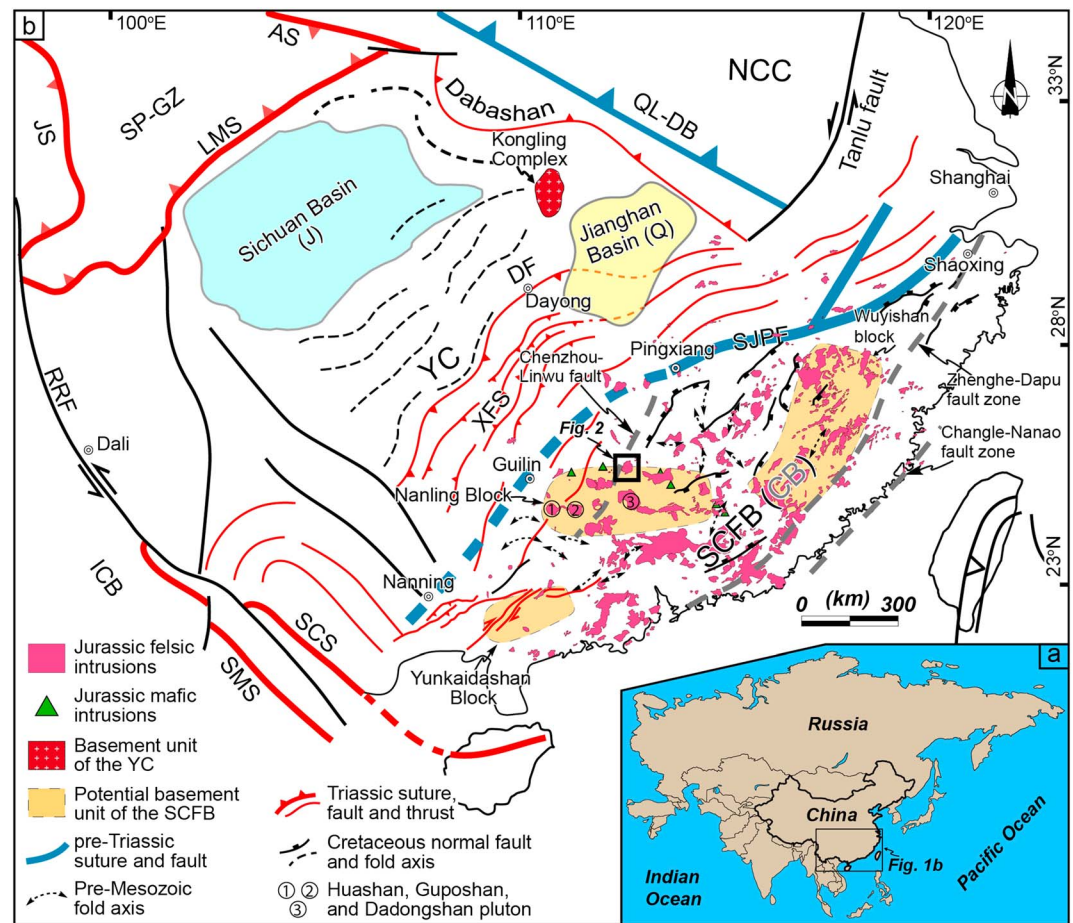 b
100°E
110°E
120°E
33°N
28°N
23°N
AS
NCC
SP-GZ
JS
LMS
Dabashan
QL-DB
Tanlu fault
N
Kongling
Complex
Shanghai
Sichuan Basin
(J)
Jianghan
Basin (Q)
DF
Dayong
Shaoxing
Wuyishan
block
SJPF
Pingxiang
YC
Chenzhou-
Linwu fault
Zhenghe-Dapu
fault zone
RRF
XFS
Fig. 2
Changle-Nanao
fault zone
Dali
Guilin
Nanling Block
① ②
③
SCFB (CB)
ICB
Nanning
0 (km) 300
SCS
SMS
Yunkaidashan
Block
Jurassic felsic
intrusions
Jurassic mafic
intrusions
Basement unit
of the YC
Potential basement
unit of the SCFB
pre-Triassic
suture and fault
Pre-Mesozoic
fold axis
Triassic suture,
fault and thrust
Cretaceous normal fault
and fold axis
① ② Huashan, Guposhan,
③ and Dadongshan pluton
a
Russia
China
Fig. 1b
Indian
Ocean
Pacific Ocean